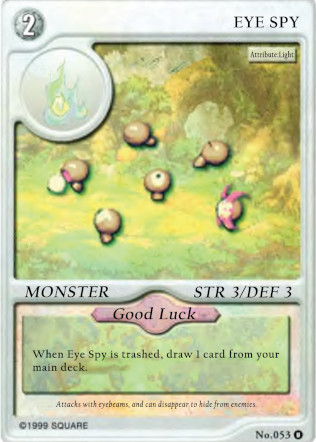 2
EYE SPY
Attribute:Light
MONSTER
STR 3/DEF 3
Good Luck
When Eye Spy is trashed, draw 1 card from your
main deck.
Attacks with eyebeams, and can disappear to hide from enemies.
©1999 SQUARE
No.053 O